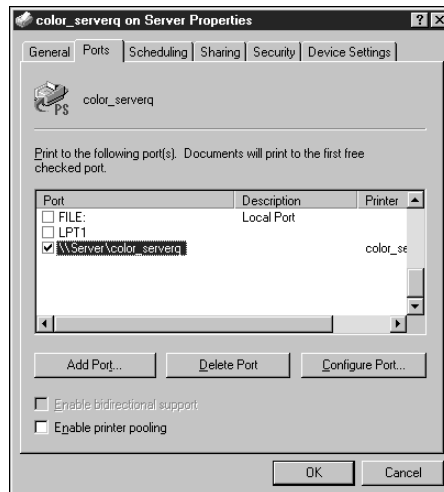 color_serverq on Server Properties
General Ports Scheduling Sharing Security Device Settings
PS color_serverq
Print to the following port(s). Documents will print to the first free
checked port.
Port Description Printer
FILE: Local Port
LPT1
\\Server\color_serverq color_se
Add Port... Delete Port Configure Port...
Enable bidirectional support
Enable printer pooling
OK Cancel